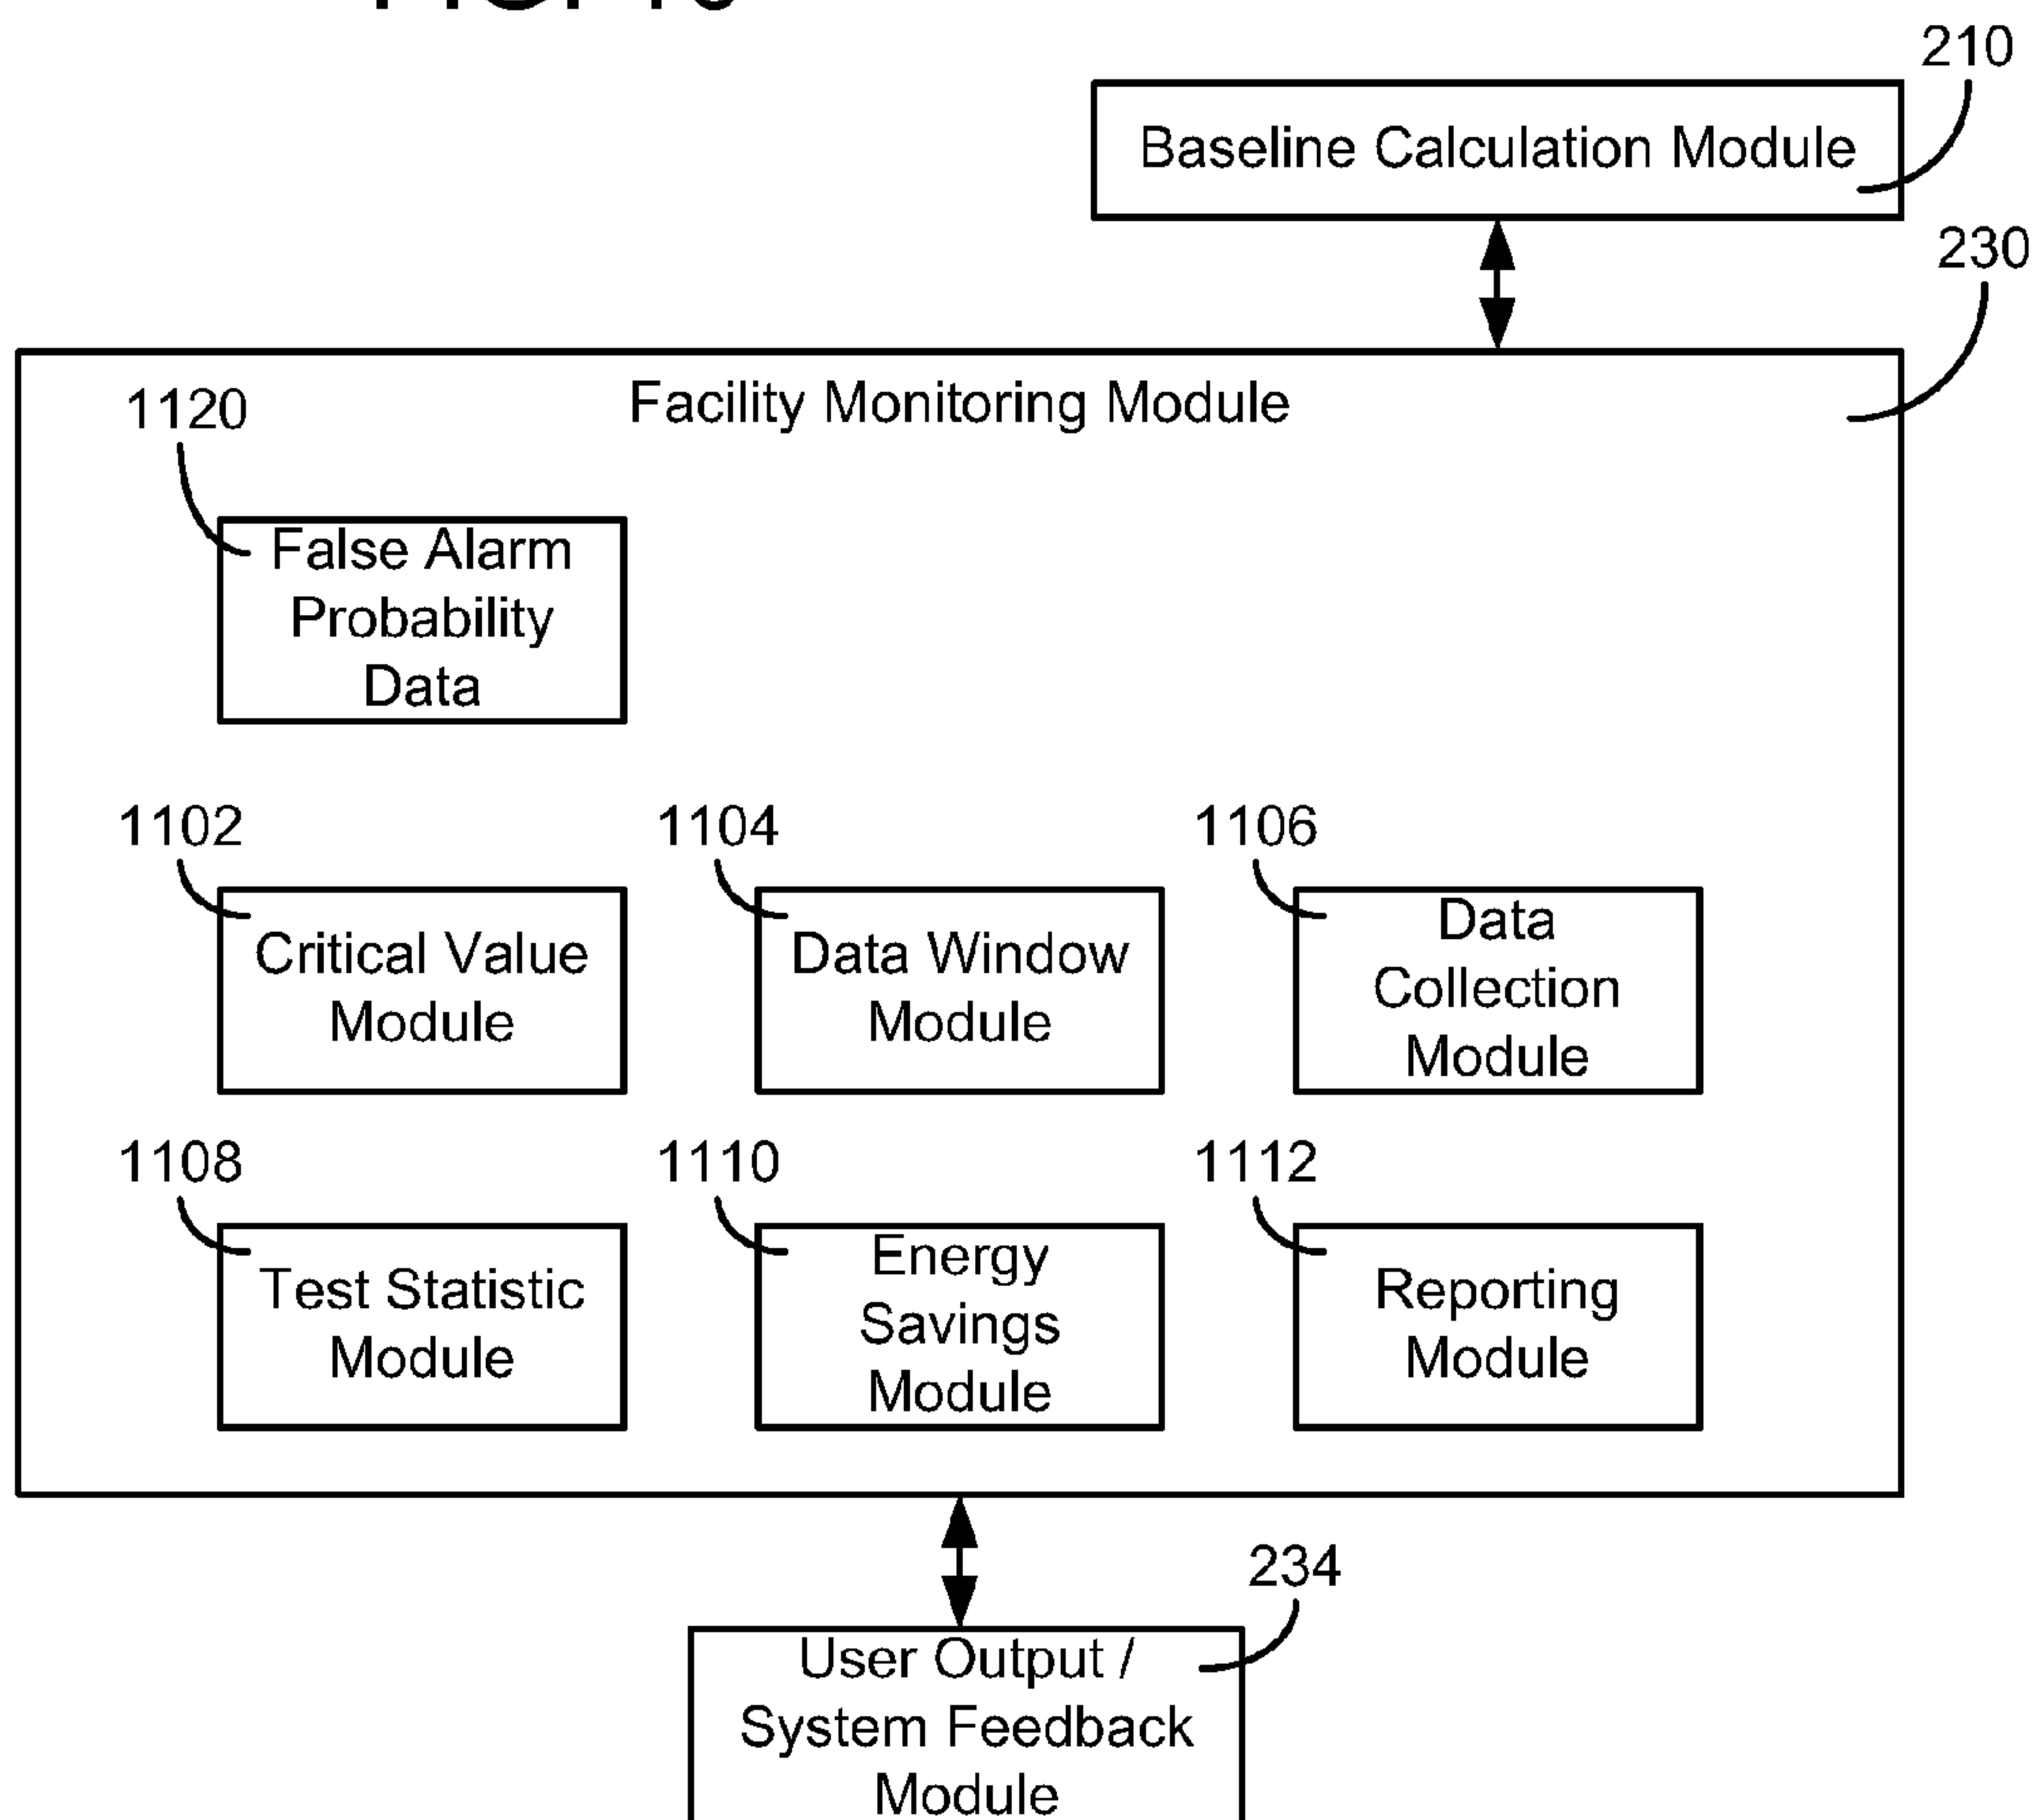 210
Baseline Calculation Module
230
Facility Monitoring Module
1120
False Alarm
Probability
Data
1102
Critical Value
Module
1104
Data Window
Module
1106
Data
Collection
Module
1108
Test Statistic
Module
1110
Energy
Savings
Module
1112
Reporting
Module
234
User Output /
System Feedback
Module